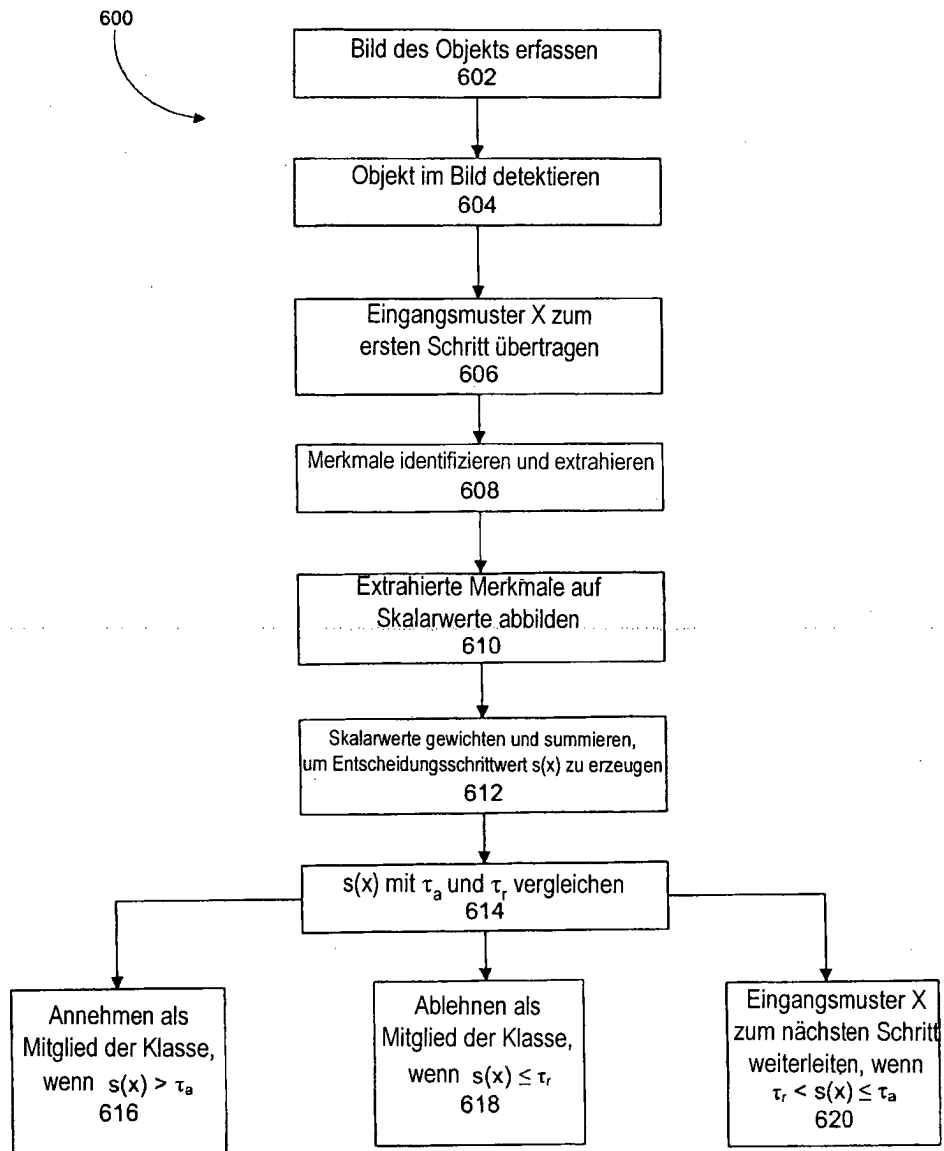 600
Bild des Objekts erfassen
602
Objekt im Bild detektieren
604
Eingangsmuster X zum
ersten Schritt übertragen
606
Merkmale identifizieren und extrahieren
608
Extrahierte Merkmale auf
Skalarwerte abbilden
610
Skalarwerte gewichten und summieren,
um Entscheidungsschrittwert s(x) zu erzeugen
612
s(x) mit τₐ und τᵣ vergleichen
614
Annehmen als
Mitglied der Klasse,
wenn s(x) > τₐ
616
Ablehnen als
Mitglied der Klasse,
wenn s(x) ≤ τᵣ
618
Eingangsmuster X
zum nächsten Schritt
weiterleiten, wenn
τᵣ < s(x) ≤ τₐ
620